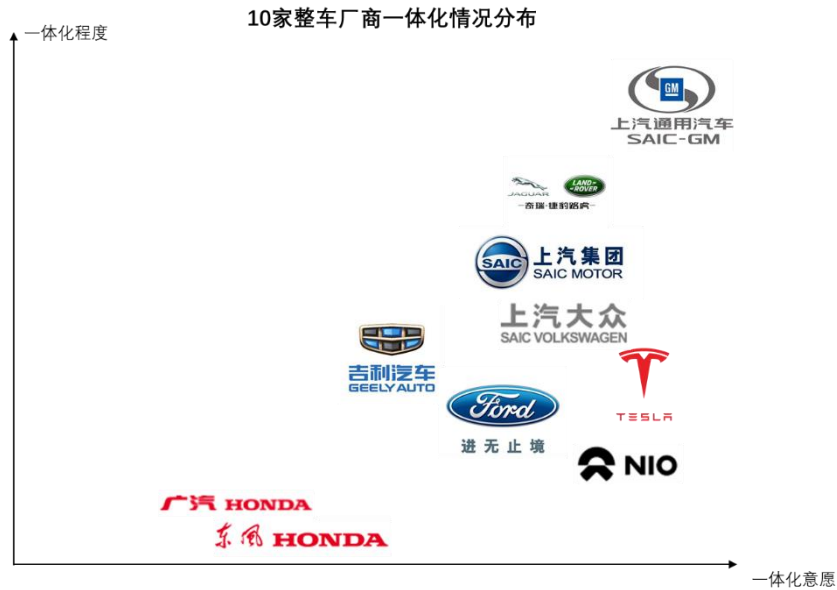 10家整车厂商一体化情况分布
一体化程度
GM
上汽通用汽车
SAIC-GM
JAGUAR
LAND-
-ROVER
-奇瑞·捷豹路虎-
SAIC
上汽集团
SAIC MOTOR
上汽大众
SAIC VOLKSWAGEN
吉利汽车
GEELY AUTO
TESLA
Ford
进无止境
NIO
广汽 HONDA
东风 HONDA
一体化意愿